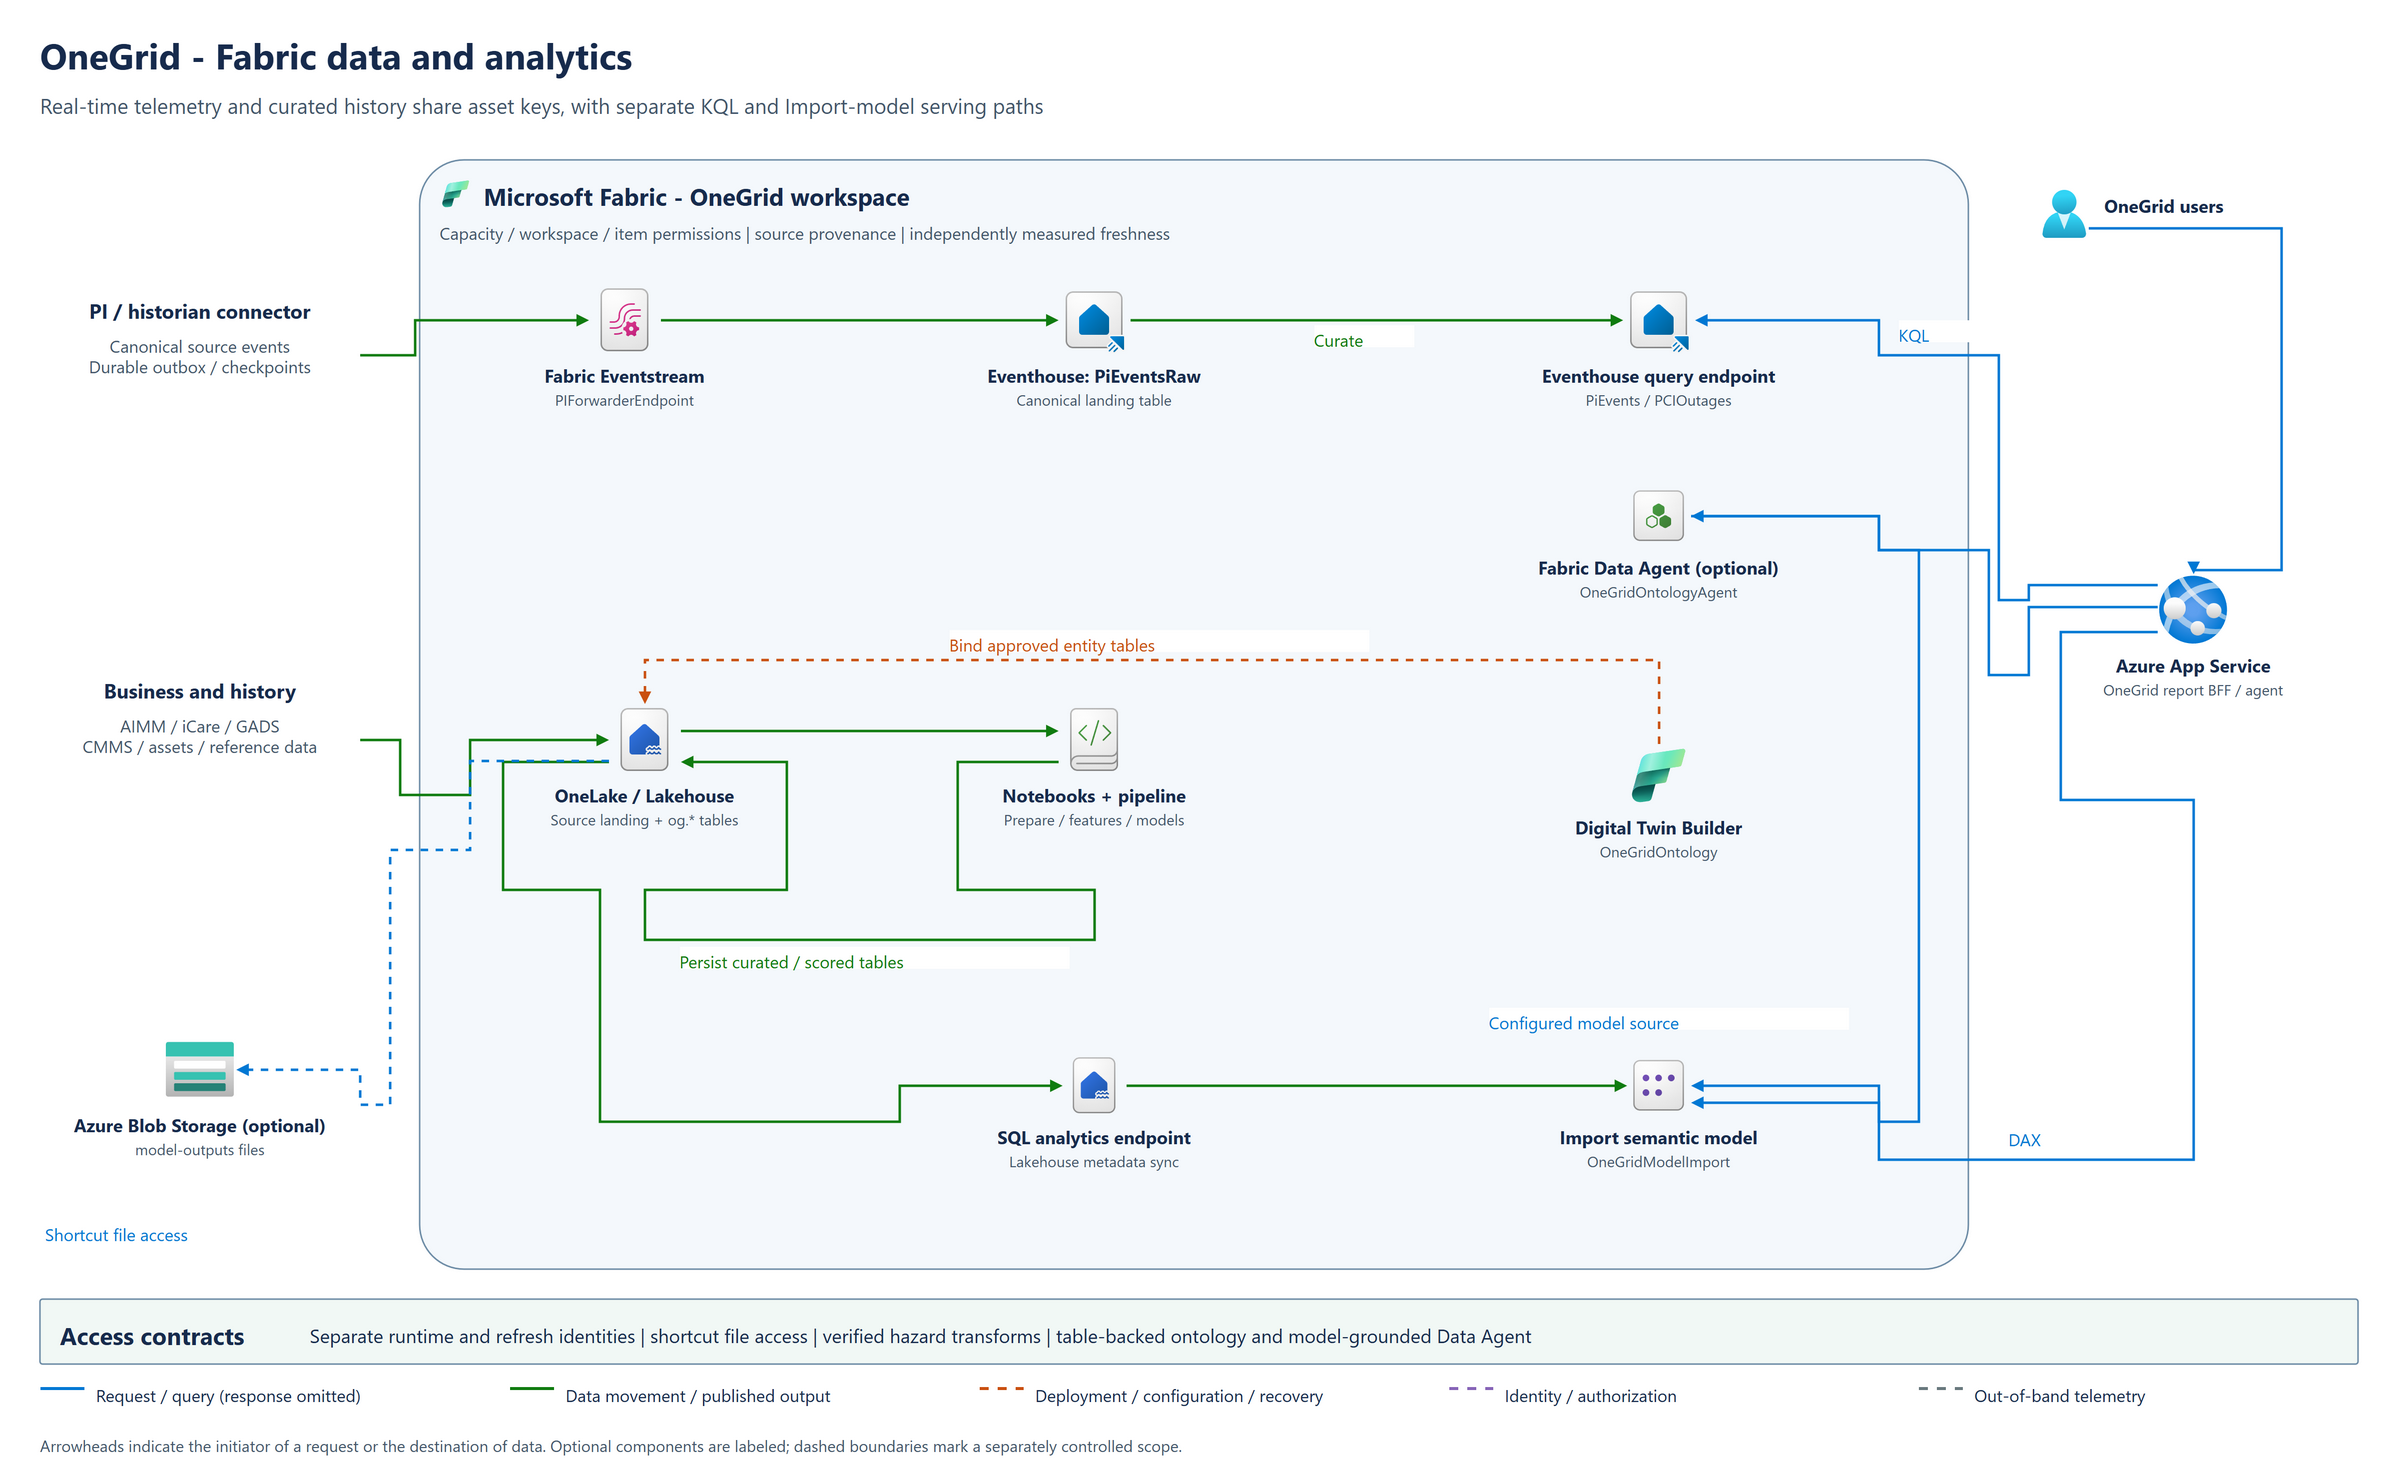 OneGrid - Fabric data and analytics
Real-time telemetry and curated history share asset keys, with separate KQL and Import-model serving paths
Microsoft Fabric - OneGrid workspace
Capacity / workspace / item permissions | source provenance | independently measured freshness
OneGrid users
PI / historian connector
Canonical source events
Durable outbox / checkpoints
Curate
KQL
Fabric Eventstream
PIForwarderEndpoint
Eventhouse: PiEventsRaw
Canonical landing table
Eventhouse query endpoint
PiEvents / PCIOutages
Fabric Data Agent (optional)
OneGridOntologyAgent
Bind approved entity tables
Azure App Service
OneGrid report BFF / agent
Business and history
AIMM / iCare / GADS
CMMS / assets / reference data
OneLake / Lakehouse
Source landing + og.* tables
Notebooks + pipeline
Prepare / features / models
Digital Twin Builder
OneGridOntology
Persist curated / scored tables
Configured model source
Azure Blob Storage (optional)
model-outputs files
SQL analytics endpoint
Lakehouse metadata sync
Import semantic model
OneGridModelImport
DAX
Shortcut file access
Access contracts
Separate runtime and refresh identities | shortcut file access | verified hazard transforms | table-backed ontology and model-grounded Data Agent
Request / query (response omitted)
Data movement / published output
Deployment / configuration / recovery
Identity / authorization
Out-of-band telemetry
Arrowheads indicate the initiator of a request or the destination of data. Optional components are labeled; dashed boundaries mark a separately controlled scope.